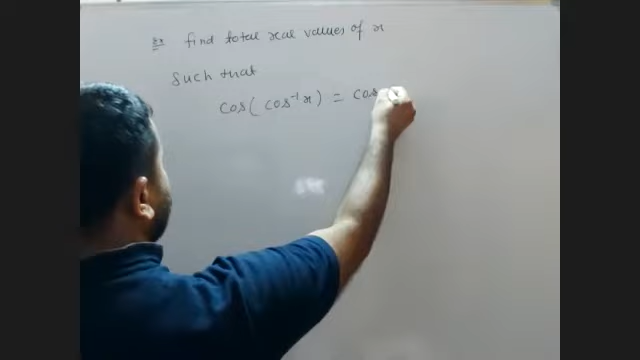 Ex find total real values of x
such that
cos( cos⁻¹x ) = cos